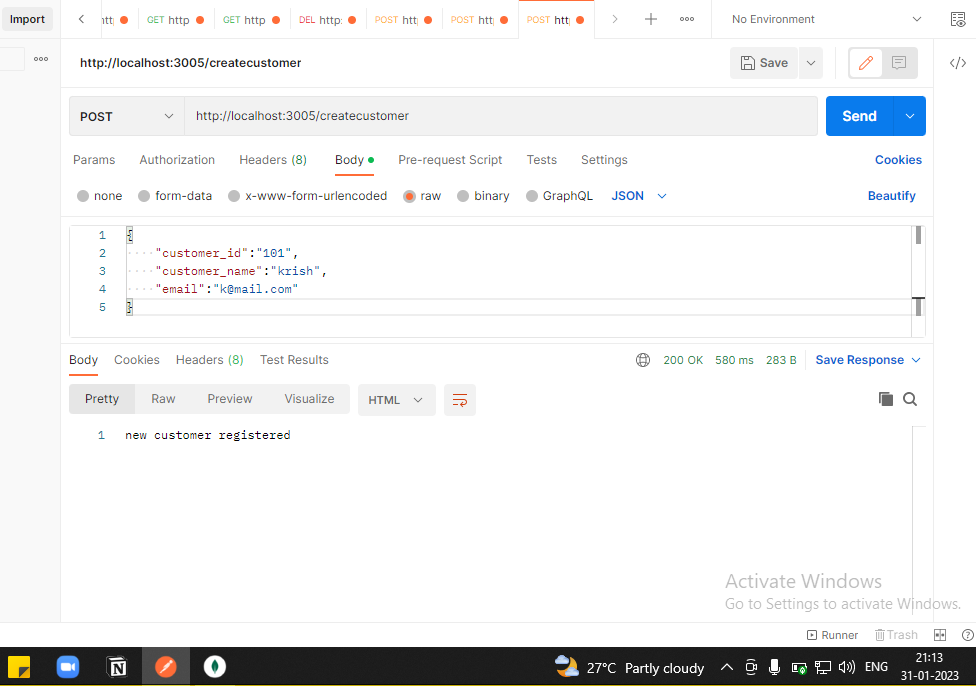 Import
GET http
GET http
DEL http:
POST htt
POST htt
POST htt
No Environment
http://localhost:3005/createcustomer
Save
POST
http://localhost:3005/createcustomer
Send
Params
Authorization
Headers (8)
Body
Pre-request Script
Tests
Settings
Cookies
none
form-data
x-www-form-urlencoded
raw
binary
GraphQL
JSON
Beautify
1 {
2 "customer_id":"101",
3 "customer_name":"krish",
4 "email":"k@mail.com"
5 }
Body
Cookies
Headers (8)
Test Results
200 OK
580 ms
283 B
Save Response
Pretty
Raw
Preview
Visualize
HTML
1 new customer registered
Activate Windows
Go to Settings to activate Windows.
Runner
Trash
27°C Partly cloudy
ENG
21:13
31-01-2023